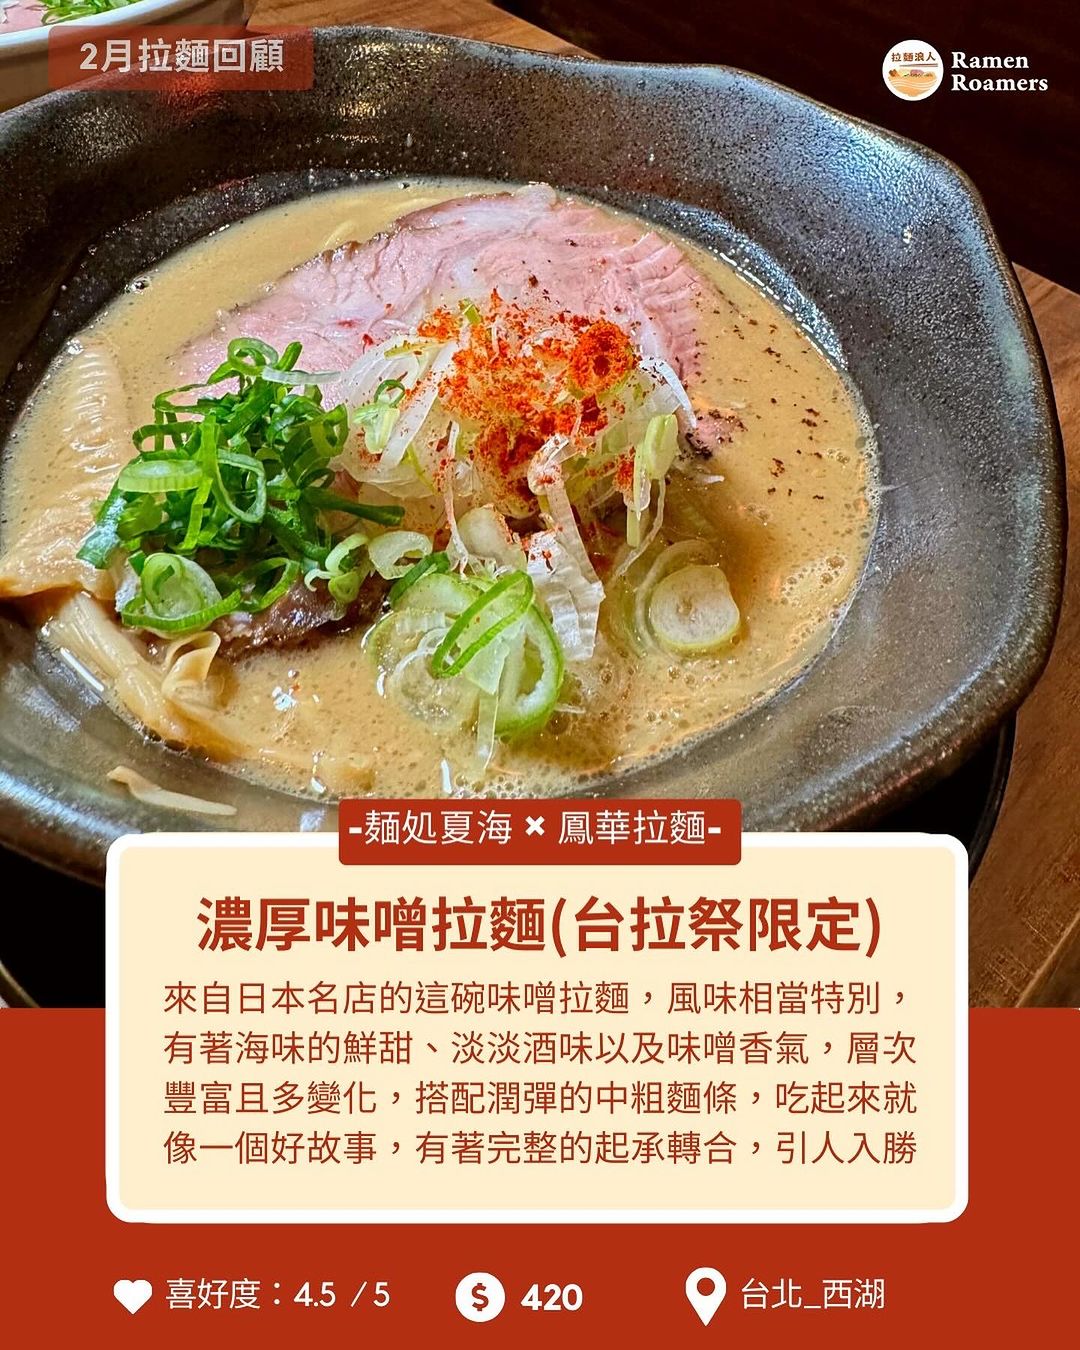 2月拉麵回顧
拉麵浪人
Ramen
Roamers
-麺処夏海 × 鳳華拉麵-
濃厚味噌拉麵(台拉祭限定)
來自日本名店的這碗味噌拉麵，風味相當特別，
有著海味的鮮甜、淡淡酒味以及味噌香氣，層次
豐富且多變化，搭配潤彈的中粗麵條，吃起來就
像一個好故事，有著完整的起承轉合，引人入勝
喜好度：4.5 / 5
$ 420
台北_西湖